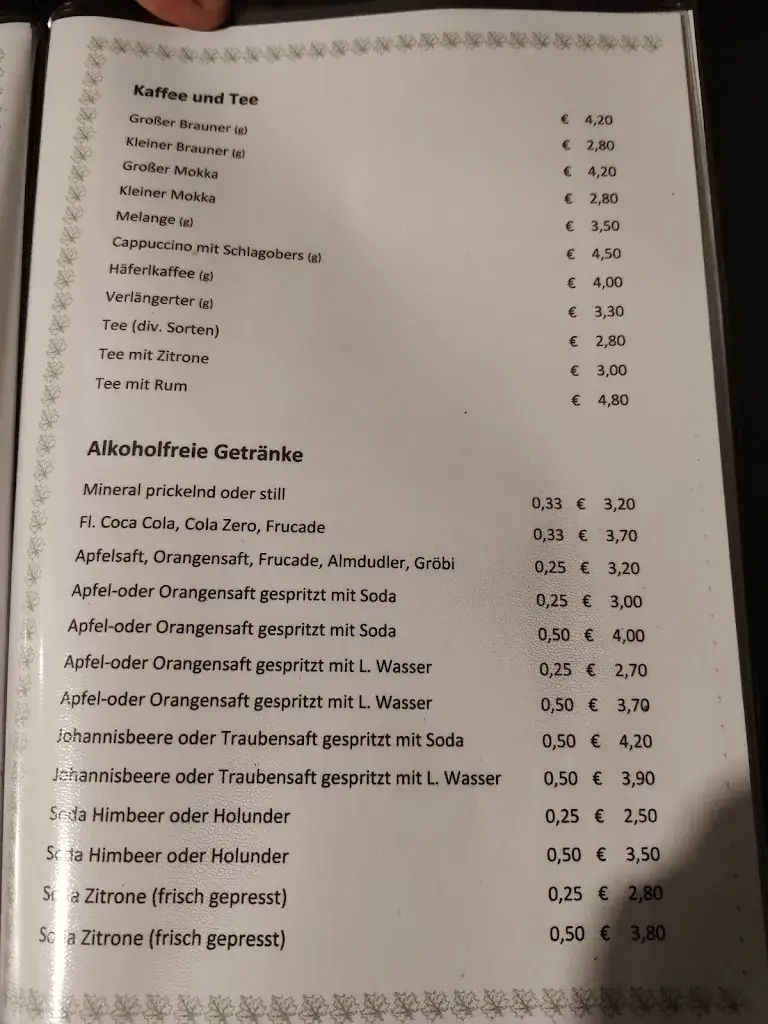 Kaffee und Tee
Großer Brauner (g) € 4,20
Kleiner Brauner (g) € 2,80
Großer Mokka € 4,20
Kleiner Mokka € 2,80
Melange (g) € 3,50
Cappuccino mit Schlagobers (g) € 4,50
Häferlkaffee (g) € 4,00
Verlängerter (g) € 3,30
Tee (div. Sorten) € 2,80
Tee mit Zitrone € 3,00
Tee mit Rum € 4,80
Alkoholfreie Getränke
Mineral prickelnd oder still 0,33 € 3,20
Fl. Coca Cola, Cola Zero, Frucade 0,33 € 3,70
Apfelsaft, Orangensaft, Frucade, Almdudler, Gröbi 0,25 € 3,20
Apfel-oder Orangensaft gespritzt mit Soda 0,25 € 3,00
Apfel-oder Orangensaft gespritzt mit Soda 0,50 € 4,00
Apfel-oder Orangensaft gespritzt mit L. Wasser 0,25 € 2,70
Apfel-oder Orangensaft gespritzt mit L. Wasser 0,50 € 3,70
Johannisbeere oder Traubensaft gespritzt mit Soda 0,50 € 4,20
Johannisbeere oder Traubensaft gespritzt mit L. Wasser 0,50 € 3,90
Soda Himbeer oder Holunder 0,25 € 2,50
Soda Himbeer oder Holunder 0,50 € 3,50
Soda Zitrone (frisch gepresst) 0,25 € 2,80
Soda Zitrone (frisch gepresst) 0,50 € 3,80